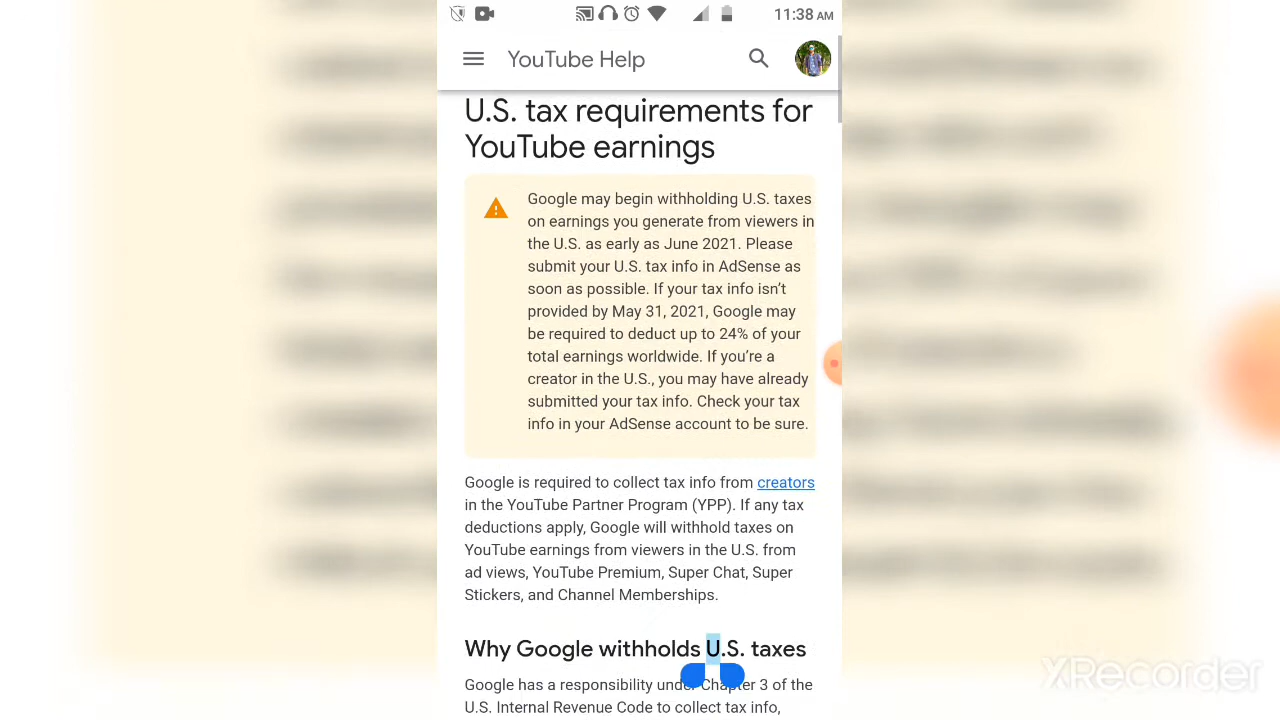 11:38 AM
YouTube Help
U.S. tax requirements for
YouTube earnings
Google may begin withholding U.S. taxes
on earnings you generate from viewers in
the U.S. as early as June 2021. Please
submit your U.S. tax info in AdSense as
soon as possible. If your tax info isn’t
provided by May 31, 2021, Google may
be required to deduct up to 24% of your
total earnings worldwide. If you’re a
creator in the U.S., you may have already
submitted your tax info. Check your tax
info in your AdSense account to be sure.
Google is required to collect tax info from creators
in the YouTube Partner Program (YPP). If any tax
deductions apply, Google will withhold taxes on
YouTube earnings from viewers in the U.S. from
ad views, YouTube Premium, Super Chat, Super
Stickers, and Channel Memberships.
Why Google withholds U.S. taxes
Google has a responsibility under Chapter 3 of the
U.S. Internal Revenue Code to collect tax info,
XRecorder